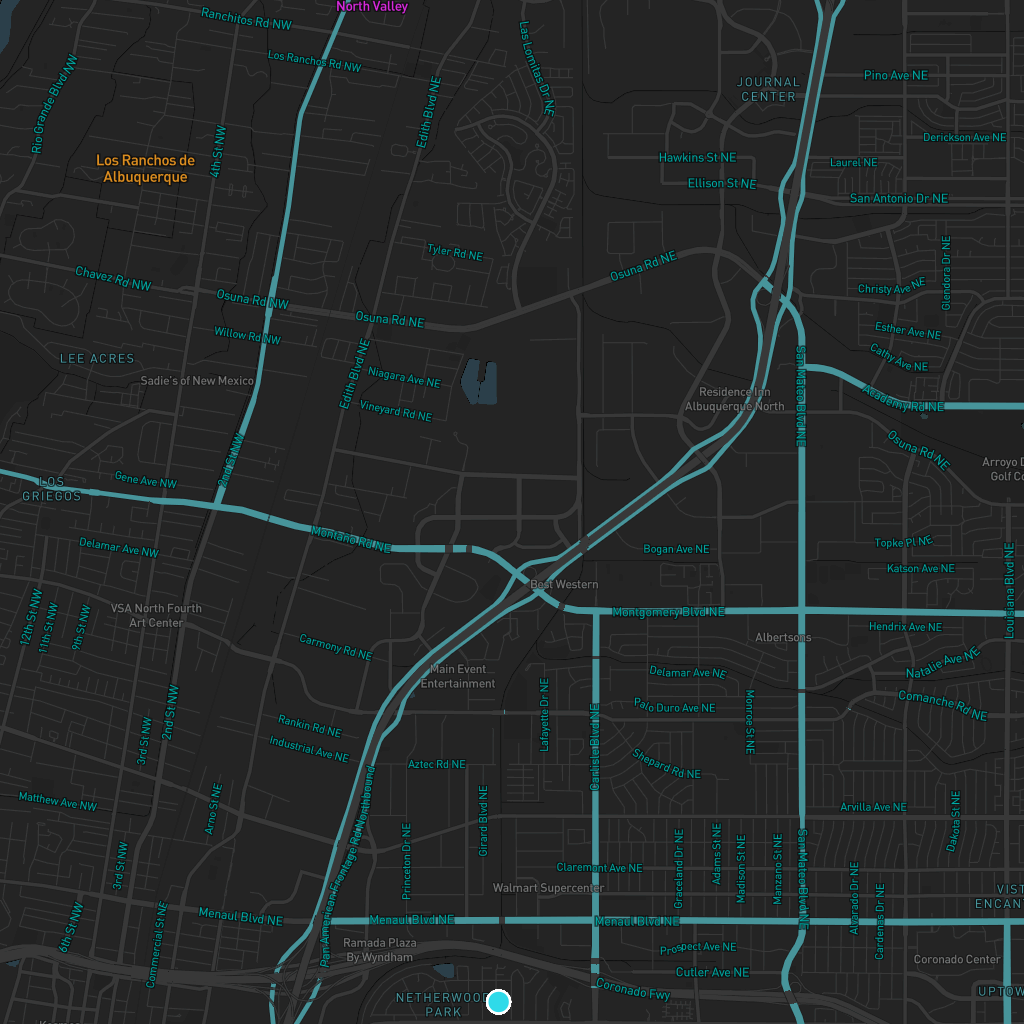 North Valley
Ranchitos Rd NW
Los Ranchos Rd NW
Las Lomitas Dr NE
Rio Grande Blvd NW
Edith Blvd NE
4th St NW
JOURNAL
CENTER
Pino Ave NE
Derickson Ave NE
Hawkins St NE
Laurel NE
Ellison St NE
San Antonio Dr NE
Los Ranchos de
Albuquerque
Tyler Rd NE
Osuna Rd NE
Glendora Dr NE
Chavez Rd NW
Osuna Rd NW
Osuna Rd NE
Christy Ave NE
Willow Rd NW
Esther Ave NE
Cathy Ave NE
LEE ACRES
Sadie's of New Mexico
Edith Blvd NE
Niagara Ave NE
Vineyard Rd NE
Residence Inn
Albuquerque North
San Mateo Blvd NE
Academy Rd NE
Osuna Rd NE
Arroyo D
Golf Co
2nd St NW
Gene Ave NW
LOS
GRIEGOS
Montano Rd NE
Delamar Ave NW
Bogan Ave NE
Topke Pl NE
Katson Ave NE
Louisiana Blvd NE
Best Western
12th St NW
11th St NW
9th St NW
VSA North Fourth
Art Center
Montgomery Blvd NE
Albertsons
Hendrix Ave NE
Carmony Rd NE
Main Event
Entertainment
Natalie Ave NE
Delamar Ave NE
Comanche Rd NE
Palo Duro Ave NE
Monroe St NE
Lafayette Dr NE
Carlisle Blvd NE
2nd St NW
3rd St NW
Rankin Rd NE
Industrial Ave NE
Aztec Rd NE
Shepard Rd NE
Matthew Ave NW
Arno St NE
Pan American Frontage Rd Northbound
Girard Blvd NE
Princeton Dr NE
Arvilla Ave NE
Dakota St NE
3rd St NW
Claremont Ave NE
Graceland Dr NE
Adams St NE
Madison St NE
Manzano St NE
San Mateo Blvd NE
Alvarado Dr NE
Cardenas Dr NE
Walmart Supercenter
VIST
ENCANT
6th St NW
Commercial St NE
Menaul Blvd NE
Menaul Blvd NE
Menaul Blvd NE
Ramada Plaza
By Wyndham
Prospect Ave NE
Cutler Ave NE
Coronado Center
Coronado Fwy
NETHERWOOD
PARK
UPTOW